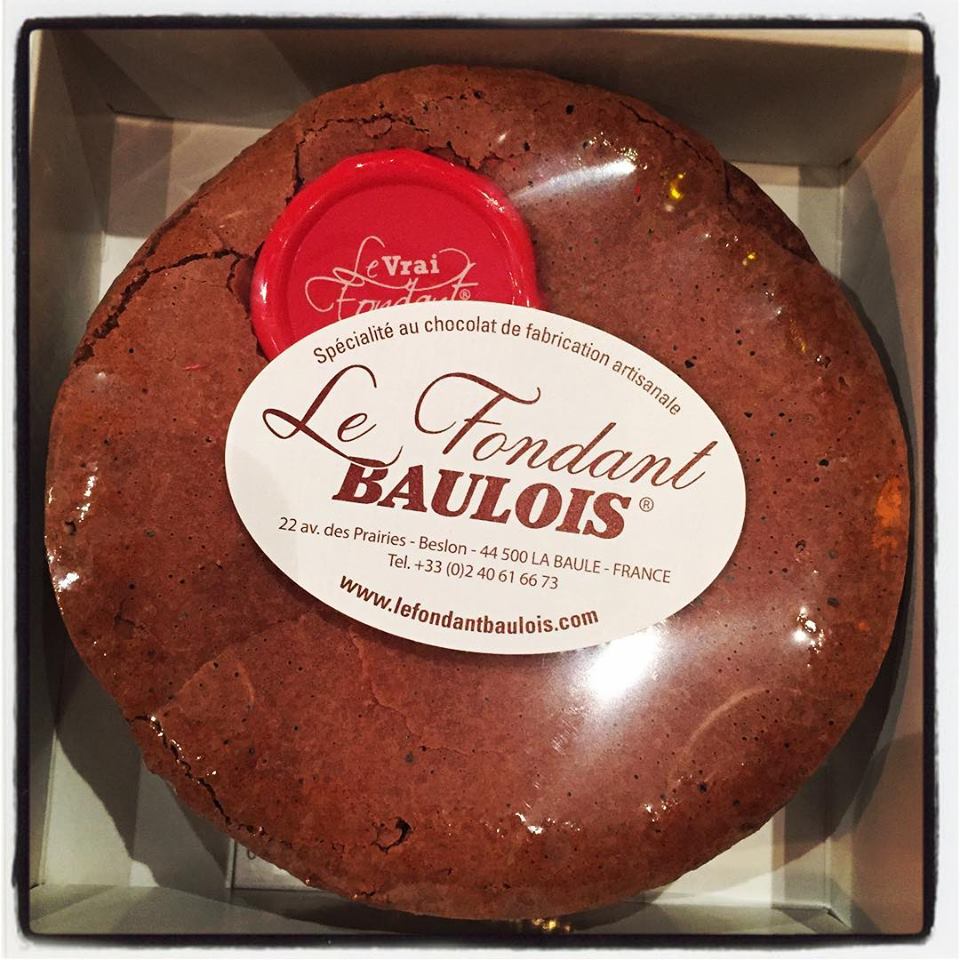 Le Vrai
Fondant®
Spécialité au chocolat de fabrication artisanale
Le Fondant
BAULOIS®
22 av. des Prairies - Beslon - 44 500 LA BAULE - FRANCE
Tel. +33 (0)2 40 61 66 73
www.lefondantbaulois.com